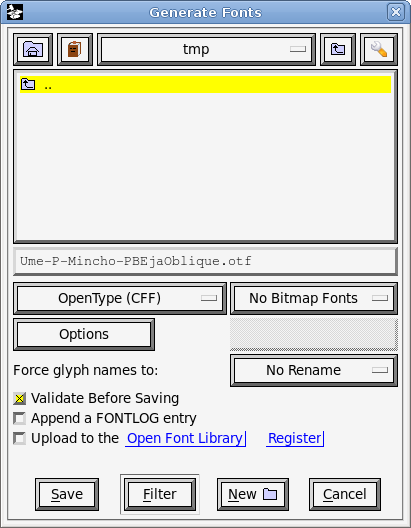 Generate Fonts
tmp
..
Ume-P-Mincho-PBEjaOblique.otf
OpenType (CFF) No Bitmap Fonts
Options
Force glyph names to: No Rename
Validate Before Saving
Append a FONTLOG entry
Upload to the Open Font Library Register
Save Filter New Cancel